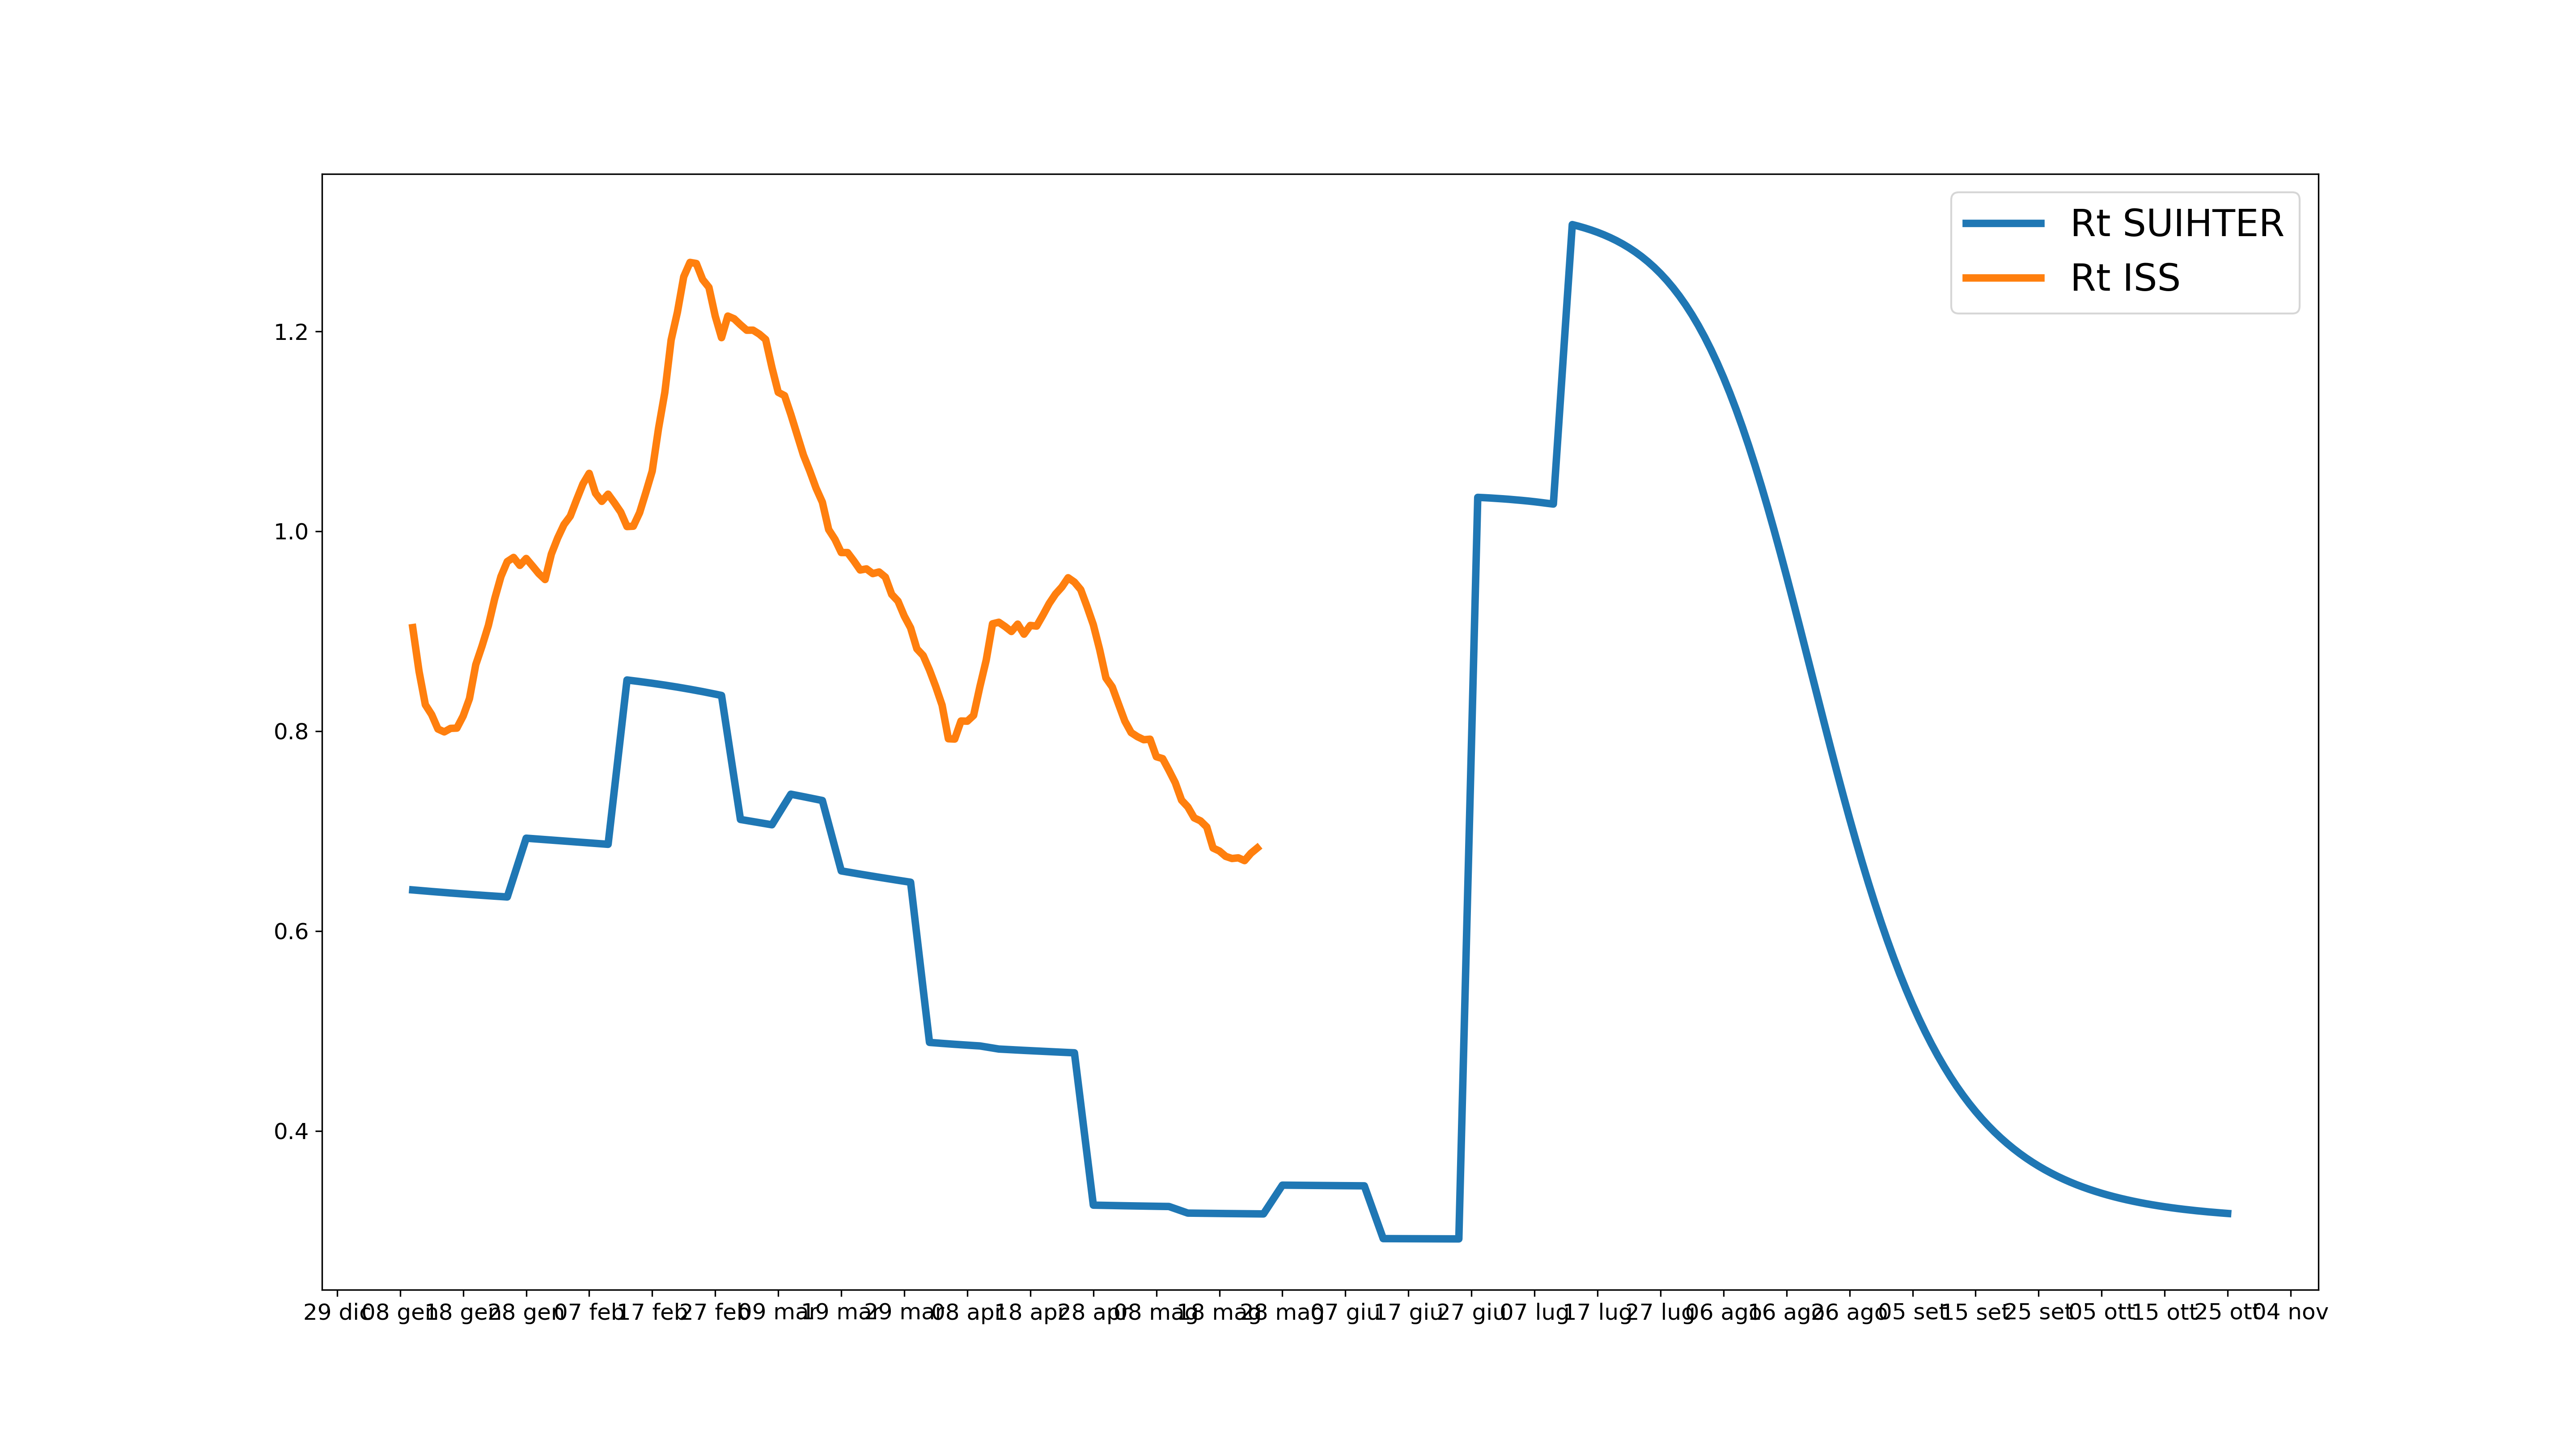 Rt SUIHTER
Rt ISS
1.2
1.0
0.8
0.6
0.4
29 dic 08 gen 18 gen 28 gen 07 feb 17 feb 27 feb 09 mar 19 mar 29 mar 08 apr 18 apr 28 apr 08 mag 18 mag 28 mag 07 giu 17 giu 27 giu 07 lug 17 lug 27 lug 06 ago 16 ago 26 ago 05 set 15 set 25 set 05 ott 15 ott 25 ott 04 nov